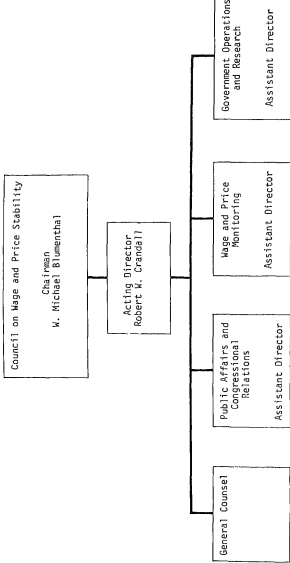 Council on Wage and Price Stability
Chairman
W. Michael Blumenthal
Acting Director
Robert W. Crandall
General Counsel
Public Affairs and
Congressional
Relations
Assistant Director
Wage and Price
Monitoring
Assistant Director
Government Operations
and Research
Assistant Director